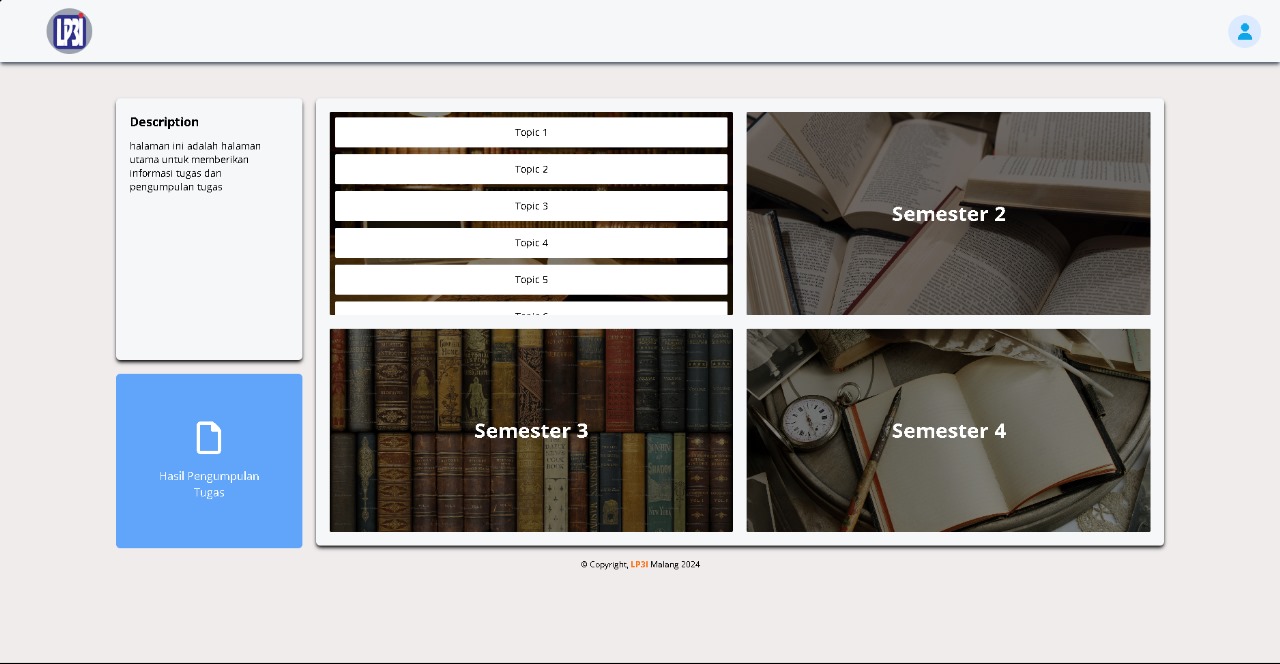 LP3I
Description
halaman ini adalah halaman
utama untuk memberikan
informasi tugas dan
pengumpulan tugas
Hasil Pengumpulan
Tugas
Topic 1
Topic 2
Topic 3
Topic 4
Topic 5
Semester 2
Semester 3
Semester 4
© Copyright, LP3I Malang 2024